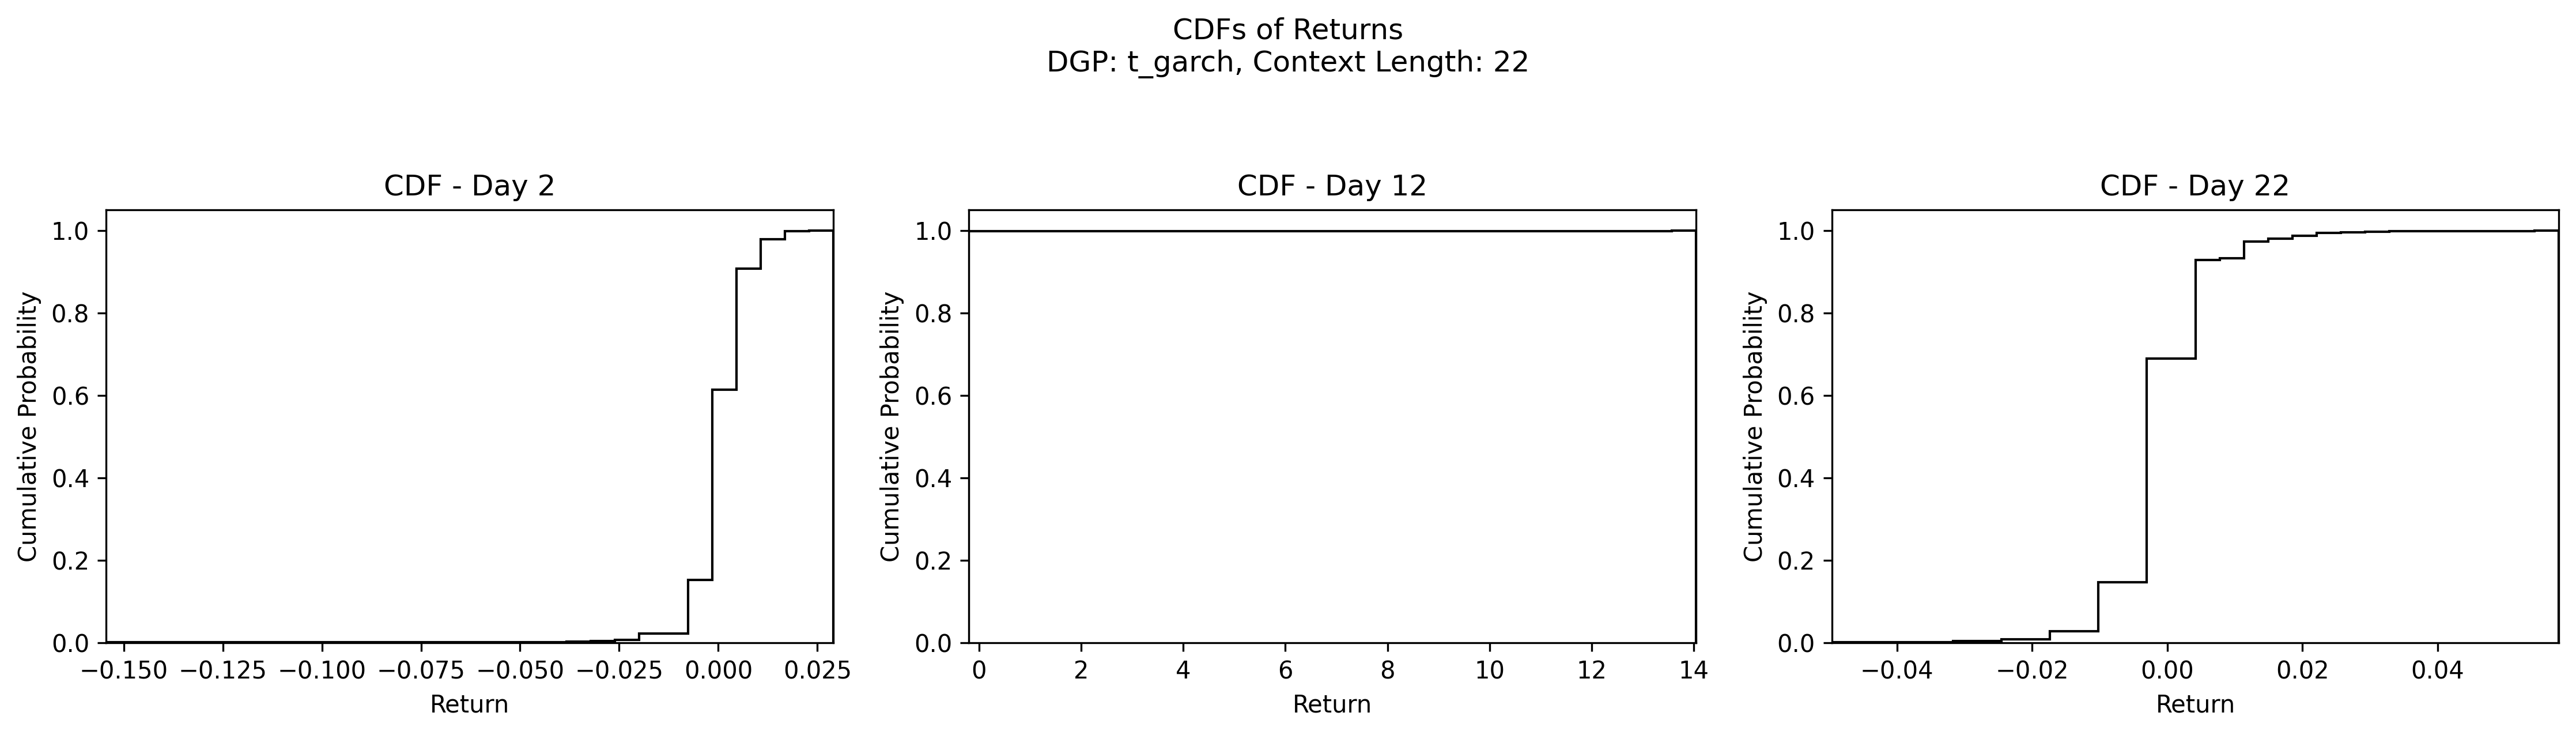 CDFs of Returns
DGP: t_garch, Context Length: 22
CDF - Day 2
Cumulative Probability
1.0
0.8
0.6
0.4
0.2
0.0
−0.150 −0.125 −0.100 −0.075 −0.050 −0.025 0.000 0.025
Return
CDF - Day 12
Cumulative Probability
1.0
0.8
0.6
0.4
0.2
0.0
0 2 4 6 8 10 12 14
Return
CDF - Day 22
Cumulative Probability
1.0
0.8
0.6
0.4
0.2
0.0
−0.04 −0.02 0.00 0.02 0.04
Return